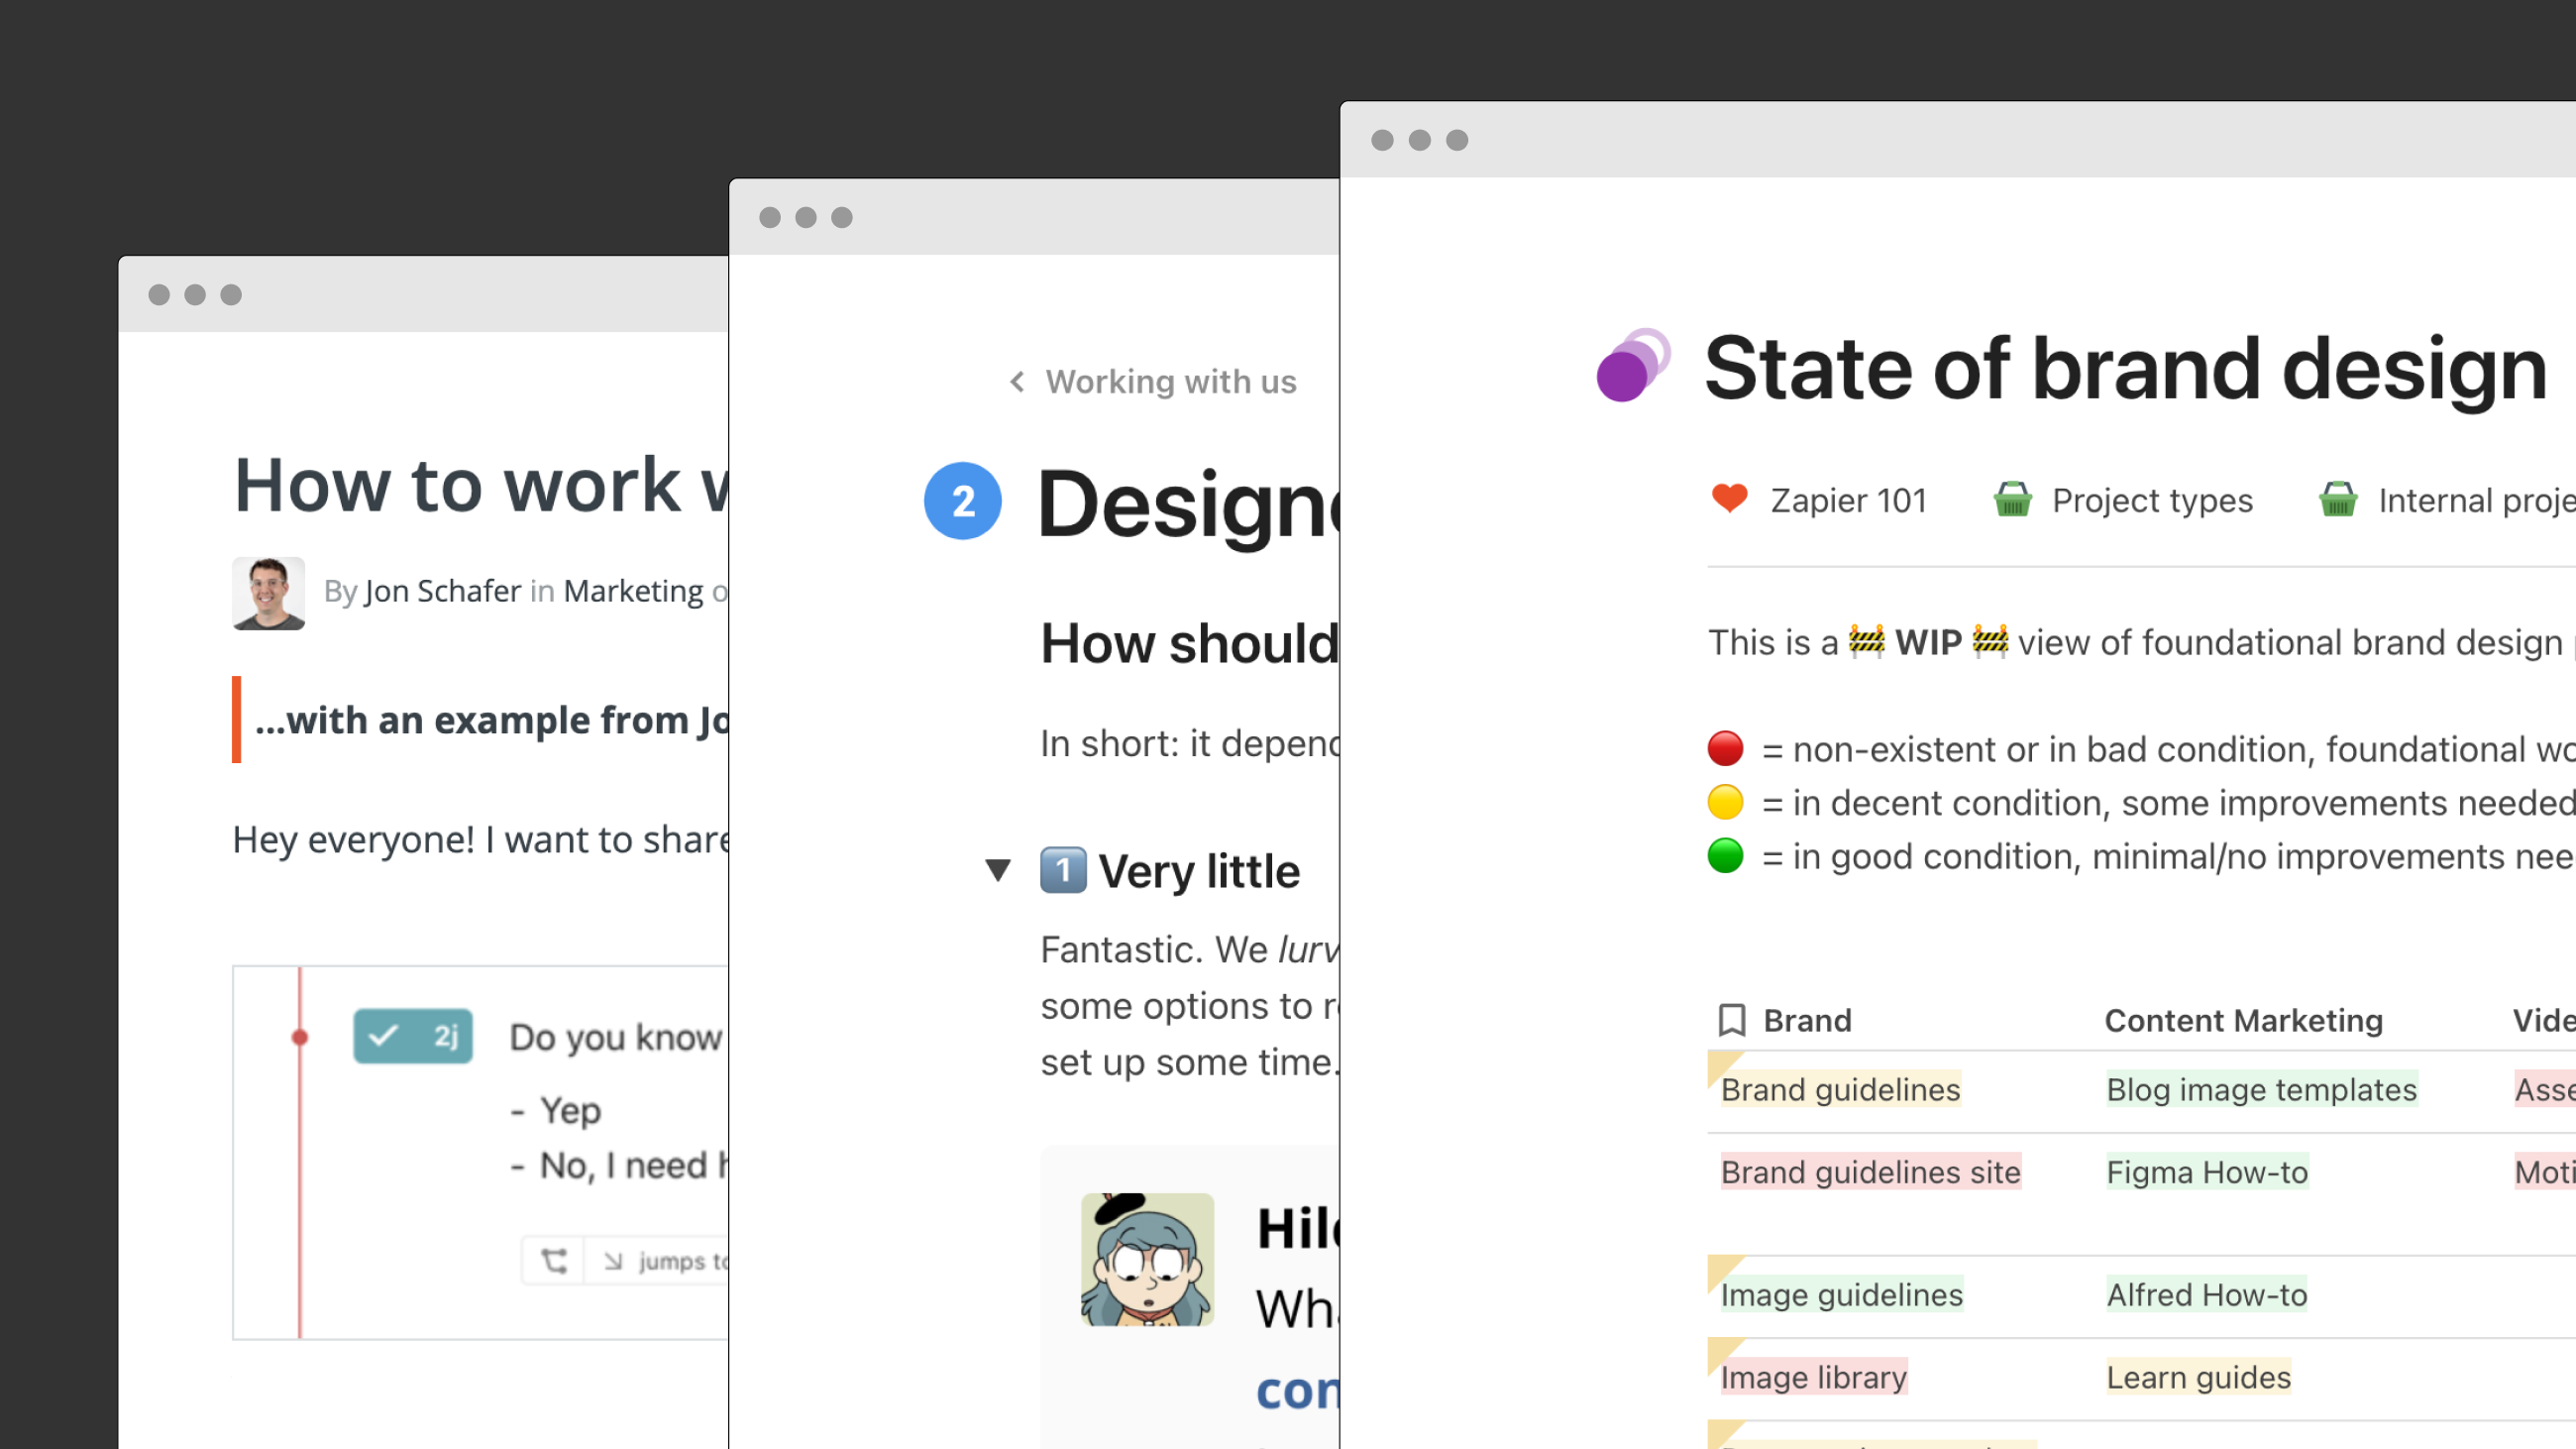 How to work
By Jon Schafer in Marketing
...with an example from Jo
Hey everyone! I want to share
2j
Do you know
- Yep
- No, I need
jumps to
Working with us
2
Design
How should
In short: it depend
1 Very little
Fantastic. We lurv
some options to r
set up some time.
Hil
Wh
con
State of brand design
Zapier 101
Project types
Internal proje
This is a 🚧 WIP 🚧 view of foundational brand design
🔴 = non-existent or in bad condition, foundational wo
🟡 = in decent condition, some improvements needed
🟢 = in good condition, minimal/no improvements nee
Brand Content Marketing Vide
Brand guidelines Blog image templates Asse
Brand guidelines site Figma How-to Moti
Image guidelines Alfred How-to
Image library Learn guides